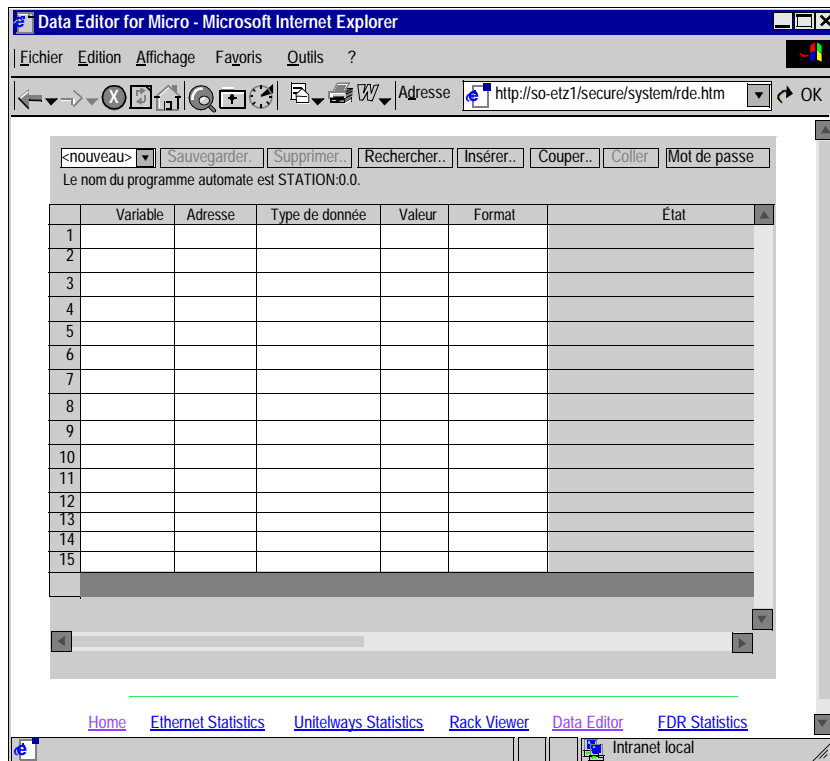 Data Editor for Micro - Microsoft Internet Explorer
Fichier Edition Affichage Favoris Outils ?
Adresse http://so-etz1/secure/system/rde.htm OK
<nouveau> Sauvegarder. Supprimer.. Rechercher.. Insérer.. Couper.. Coller Mot de passe
Le nom du programme automate est STATION:0.0.
Variable Adresse Type de donnée Valeur Format État
1
2
3
4
5
6
7
8
9
10
11
12
13
14
15
Home Ethernet Statistics Unitelways Statistics Rack Viewer Data Editor FDR Statistics
Intranet local